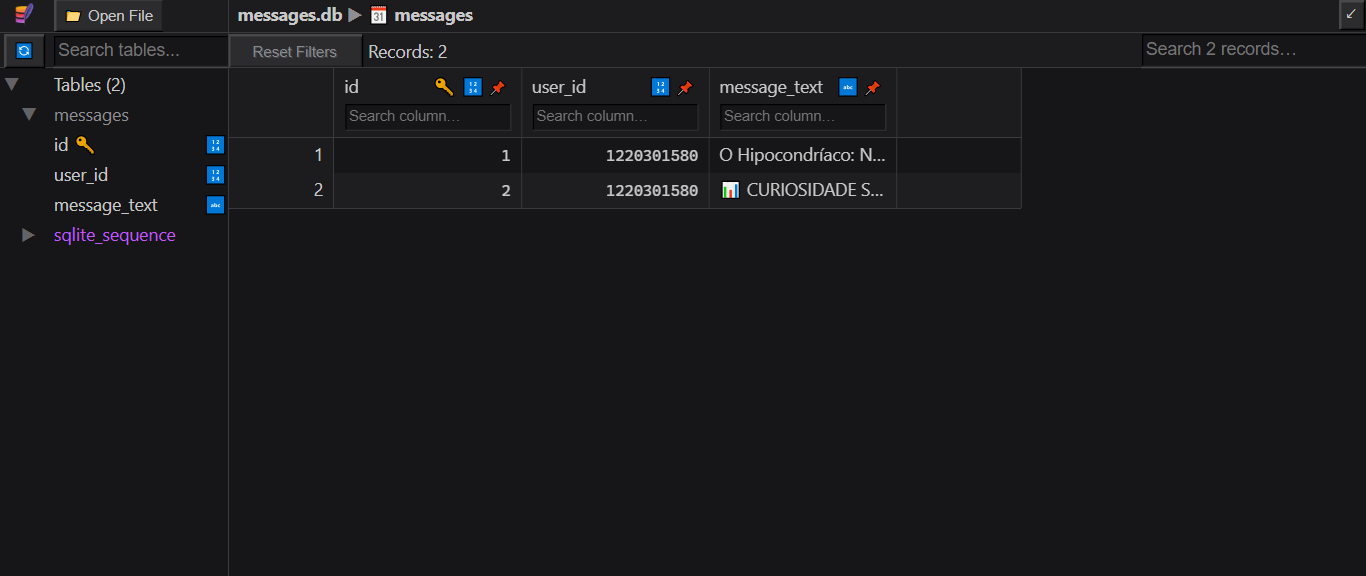 Open File
messages.db ▶ messages
Search tables...
Reset Filters
Records: 2
Search 2 records…
Tables (2)
messages
id
user_id
message_text
sqlite_sequence
id
user_id
message_text
Search column…
Search column…
Search column…
1 1 1220301580 O Hipocondríaco: N...
2 2 1220301580 📊 CURIOSIDADE S...